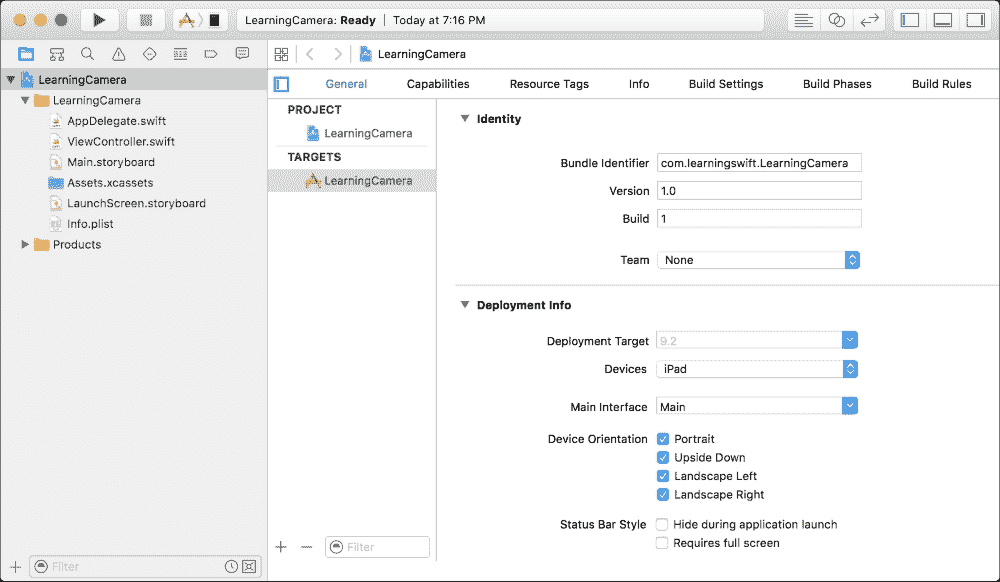 LearningCamera: Ready | Today at 7:16 PM
LearningCamera
LearningCamera
LearningCamera
AppDelegate.swift
ViewController.swift
Main.storyboard
Assets.xcassets
LaunchScreen.storyboard
Info.plist
Products
Filter
General Capabilities Resource Tags Info Build Settings Build Phases Build Rules
PROJECT
LearningCamera
TARGETS
LearningCamera
Filter
Identity
Bundle Identifier com.learningswift.LearningCamera
Version 1.0
Build 1
Team None
Deployment Info
Deployment Target 9.2
Devices iPad
Main Interface Main
Device Orientation Portrait
Upside Down
Landscape Left
Landscape Right
Status Bar Style Hide during application launch
Requires full screen